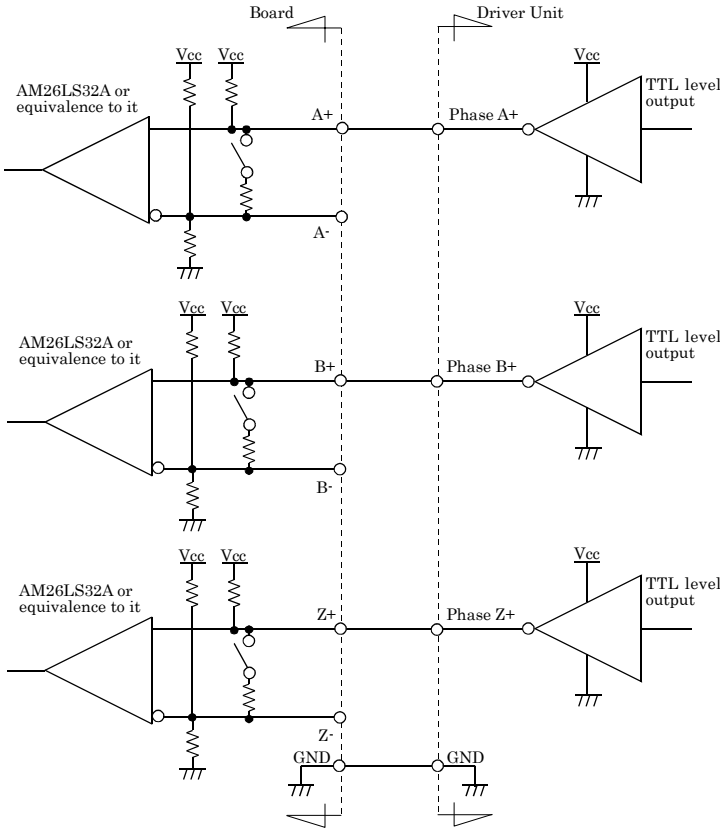 Board
Driver Unit
Vcc
Vcc
Vcc
AM26LS32A or
equivalence to it
TTL level
output
A+
Phase A+
A-
Vcc
Vcc
Vcc
AM26LS32A or
equivalence to it
TTL level
output
B+
Phase B+
B-
Vcc
Vcc
Vcc
AM26LS32A or
equivalence to it
TTL level
output
Z+
Phase Z+
Z-
GND
GND